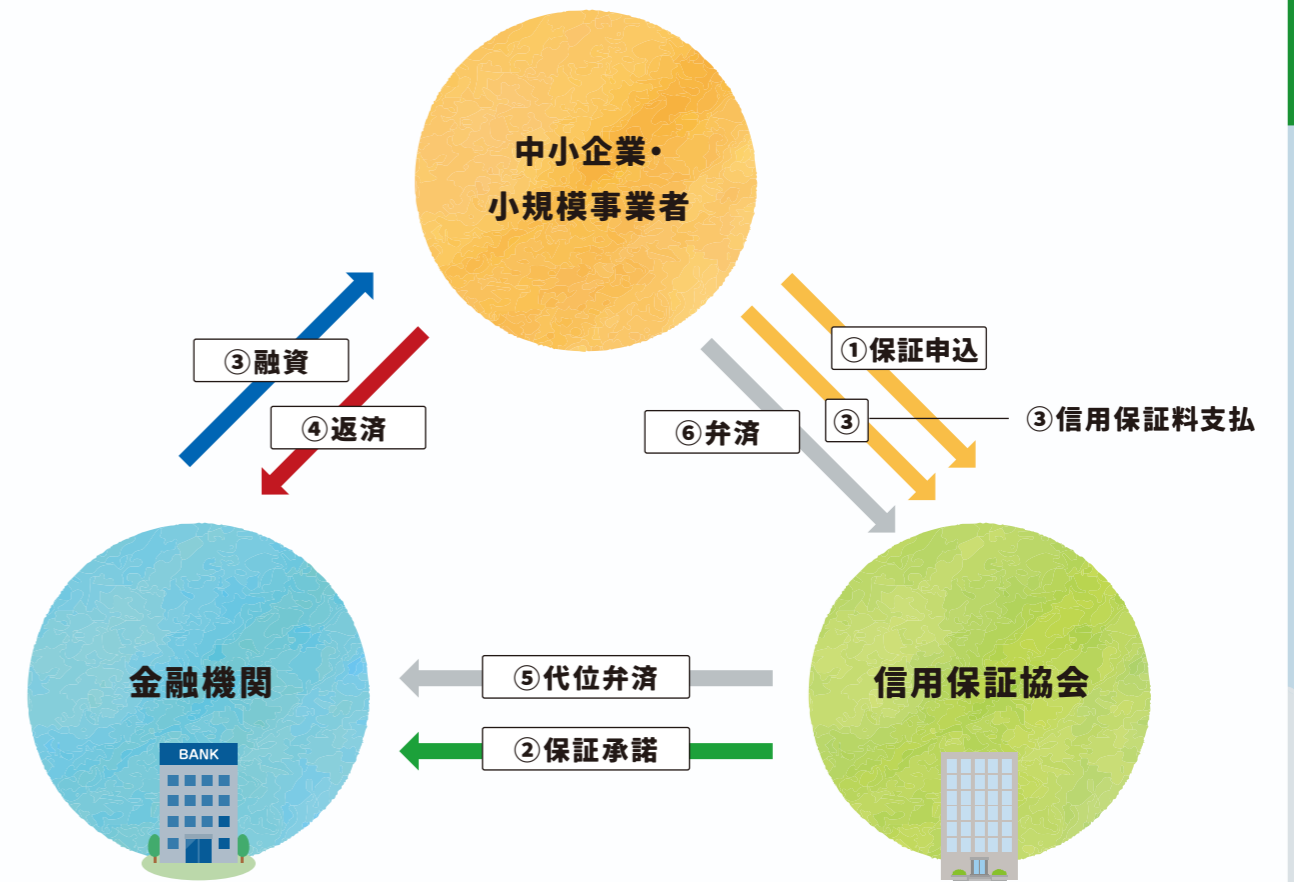 中小企業・
小規模事業者
③融資
④返済
①保証申込
③
③信用保証料支払
⑥弁済
金融機関
BANK
⑤代位弁済
②保証承諾
信用保証協会